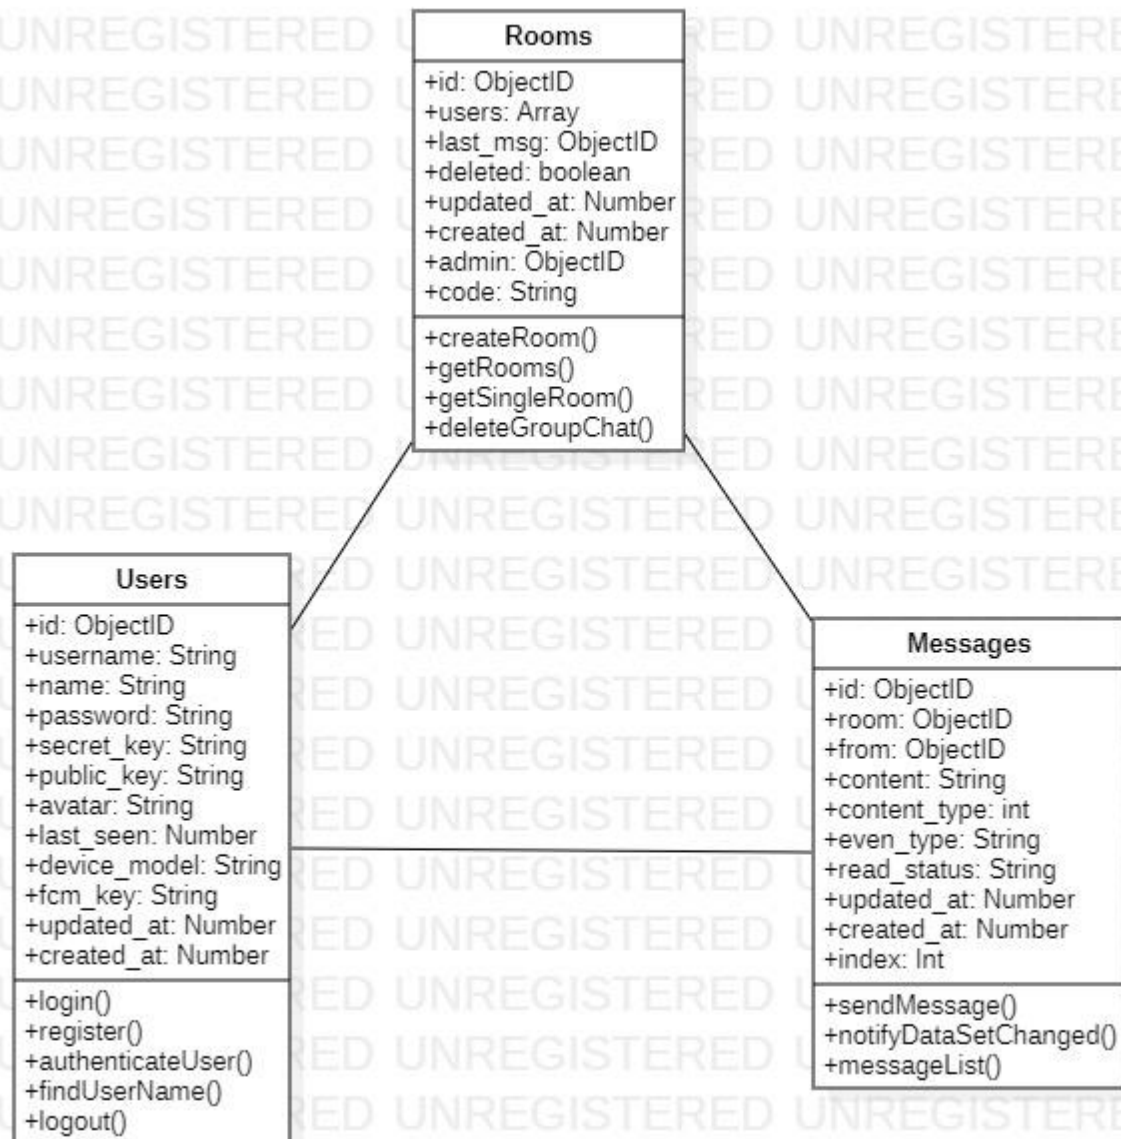 Rooms
+id: ObjectID
+users: Array
+last_msg: ObjectID
+deleted: boolean
+updated_at: Number
+created_at: Number
+admin: ObjectID
+code: String
+createRoom()
+getRooms()
+getSingleRoom()
+deleteGroupChat()
Users
+id: ObjectID
+username: String
+name: String
+password: String
+secret_key: String
+public_key: String
+avatar: String
+last_seen: Number
+device_model: String
+fcm_key: String
+updated_at: Number
+created_at: Number
+login()
+register()
+authenticateUser()
+findUserName()
+logout()
Messages
+id: ObjectID
+room: ObjectID
+from: ObjectID
+content: String
+content_type: int
+even_type: String
+read_status: String
+updated_at: Number
+created_at: Number
+index: Int
+sendMessage()
+notifyDataSetChanged()
+messageList()
UNREGISTERED